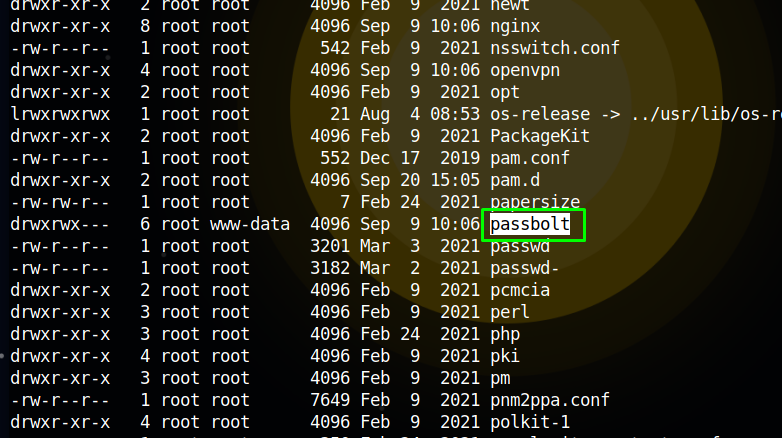 drwxr-xr-x 2 root root 4096 Feb 9 2021 newt
drwxr-xr-x 8 root root 4096 Sep 9 10:06 nginx
-rw-r--r-- 1 root root 542 Feb 9 2021 nsswitch.conf
drwxr-xr-x 4 root root 4096 Sep 9 10:06 openvpn
drwxr-xr-x 2 root root 4096 Feb 9 2021 opt
lrwxrwxrwx 1 root root 21 Aug 4 08:53 os-release -> ../usr/lib/os-re
drwxr-xr-x 2 root root 4096 Feb 9 2021 PackageKit
-rw-r--r-- 1 root root 552 Dec 17 2019 pam.conf
drwxr-xr-x 2 root root 4096 Sep 20 15:05 pam.d
-rw-rw-r-- 1 root root 7 Feb 24 2021 papersize
drwxrwx--- 6 root www-data 4096 Sep 9 10:06 passbolt
-rw-r--r-- 1 root root 3201 Mar 3 2021 passwd
-rw-r--r-- 1 root root 3182 Mar 2 2021 passwd-
drwxr-xr-x 2 root root 4096 Feb 9 2021 pcmcia
drwxr-xr-x 3 root root 4096 Feb 9 2021 perl
drwxr-xr-x 3 root root 4096 Feb 24 2021 php
drwxr-xr-x 4 root root 4096 Feb 9 2021 pki
drwxr-xr-x 3 root root 4096 Feb 9 2021 pm
-rw-r--r-- 1 root root 7649 Feb 9 2021 pnm2ppa.conf
drwxr-xr-x 4 root root 4096 Feb 9 2021 polkit-1